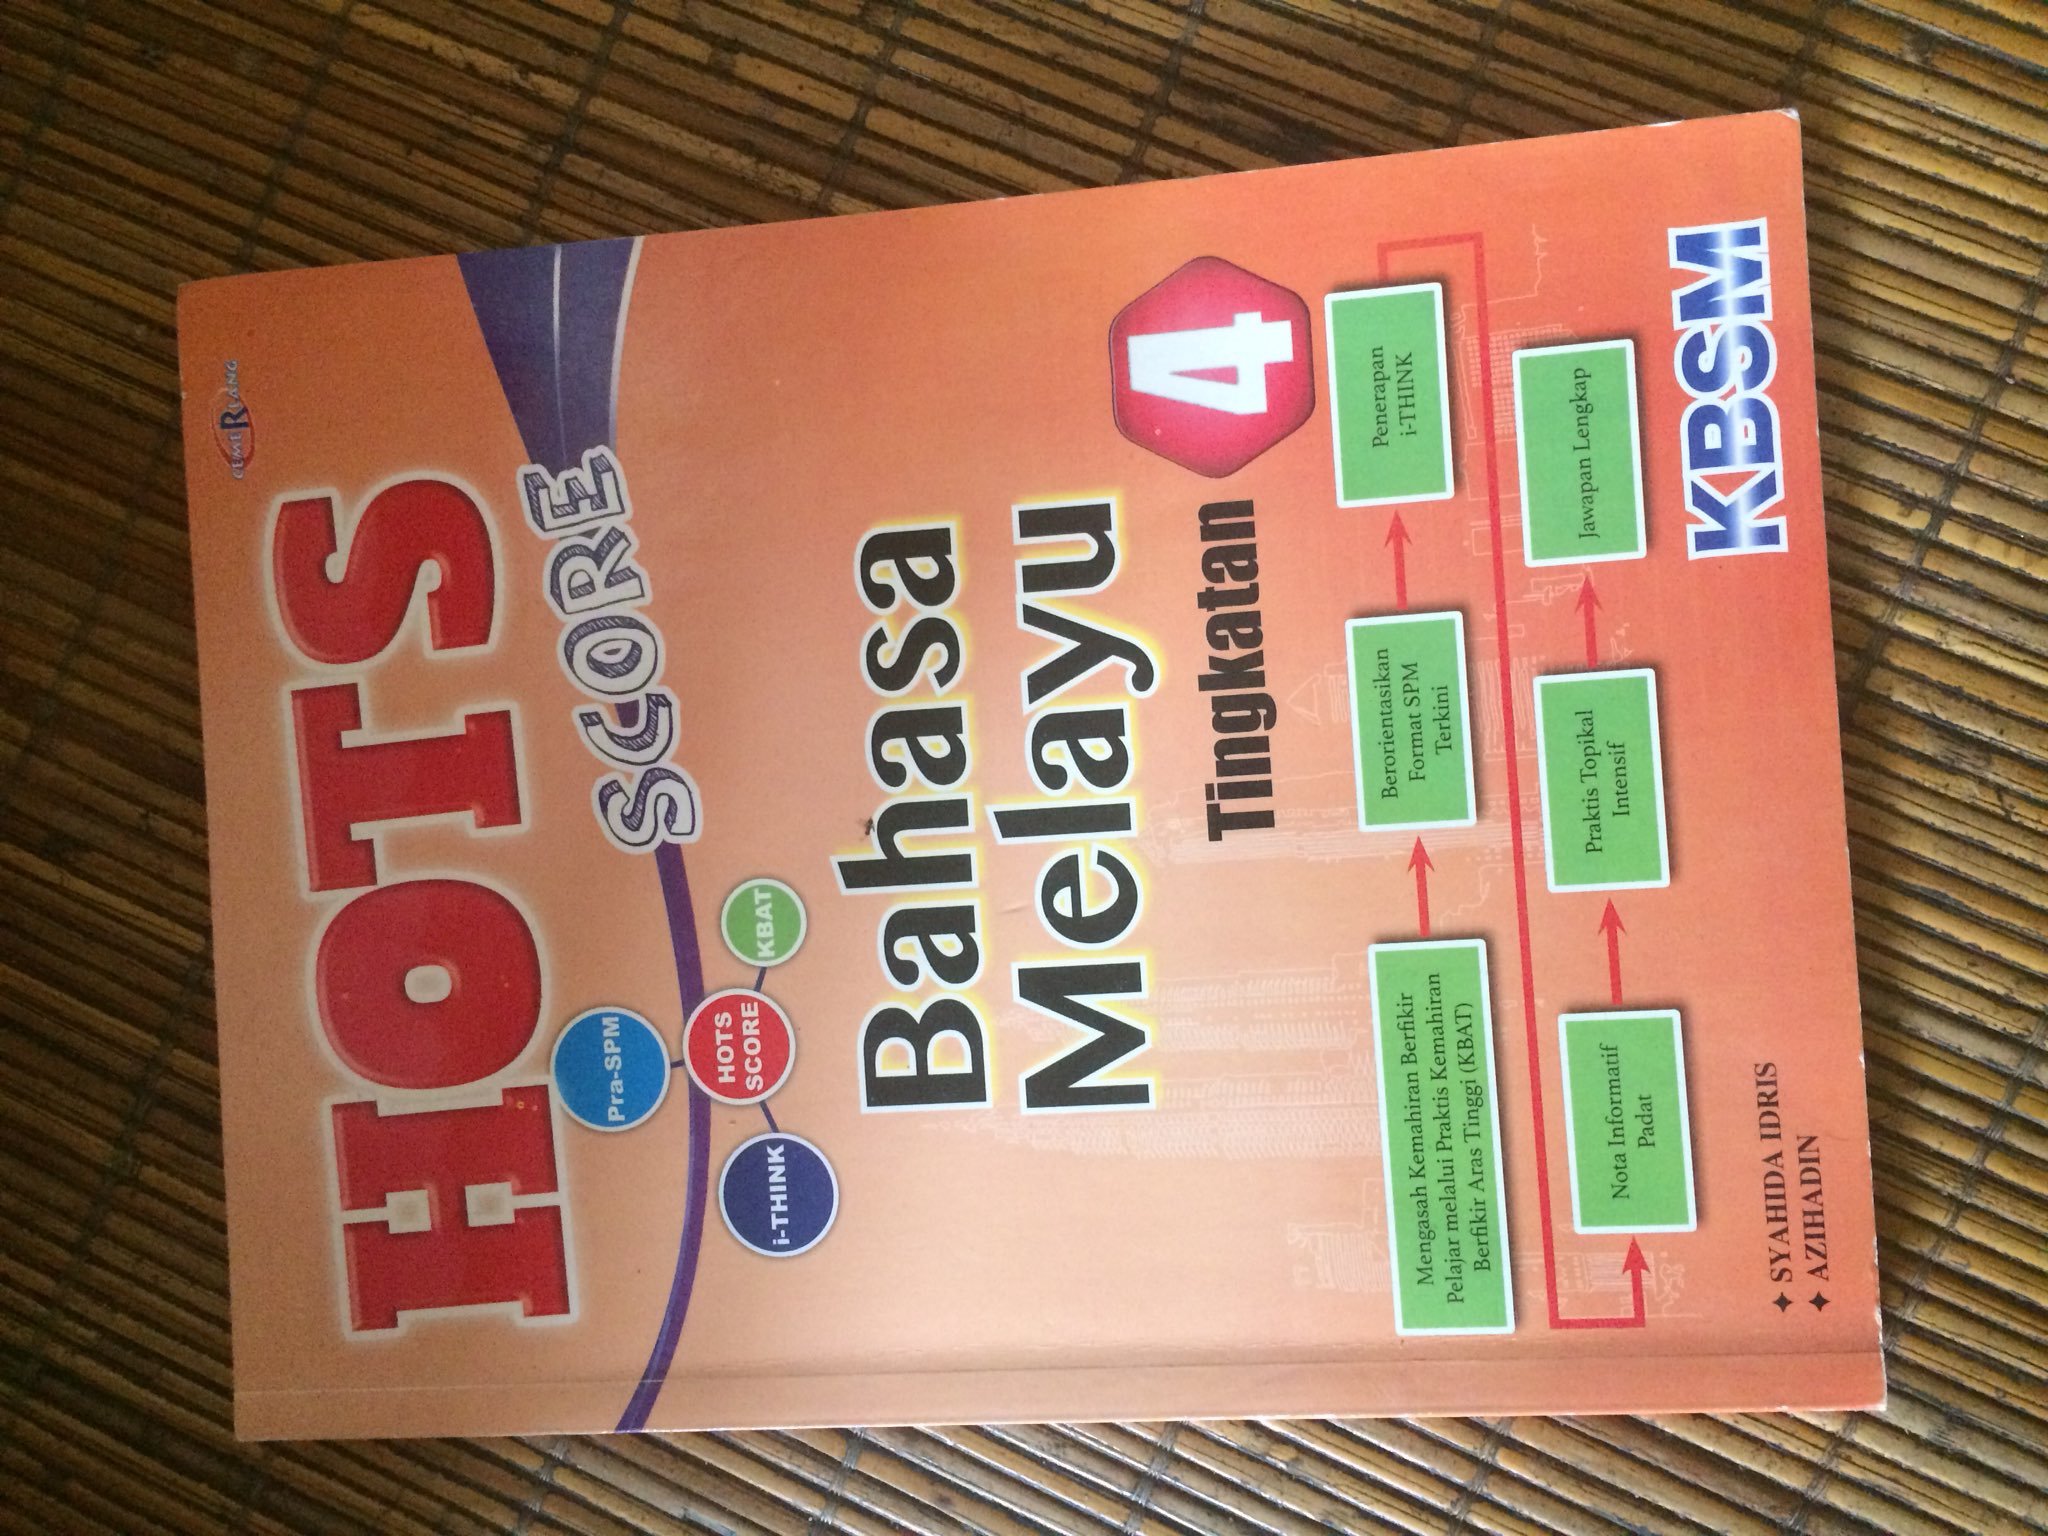 CEMERLANG
HOTS
SCORE
Pra-SPM
HOTS
SCORE
i-THINK
KBAT
Bahasa
Melayu
Tingkatan 4
Mengasah Kemahiran Berfikir
Pelajar melalui Praktis Kemahiran
Berfikir Aras Tinggi (KBAT)
Berorientasikan
Format SPM
Terkini
Penerapan
i-THINK
Nota Informatif
Padat
Praktis Topikal
Intensif
Jawapan Lengkap
✦ SYAHIDA IDRIS
✦ AZIHADIN
KBSM